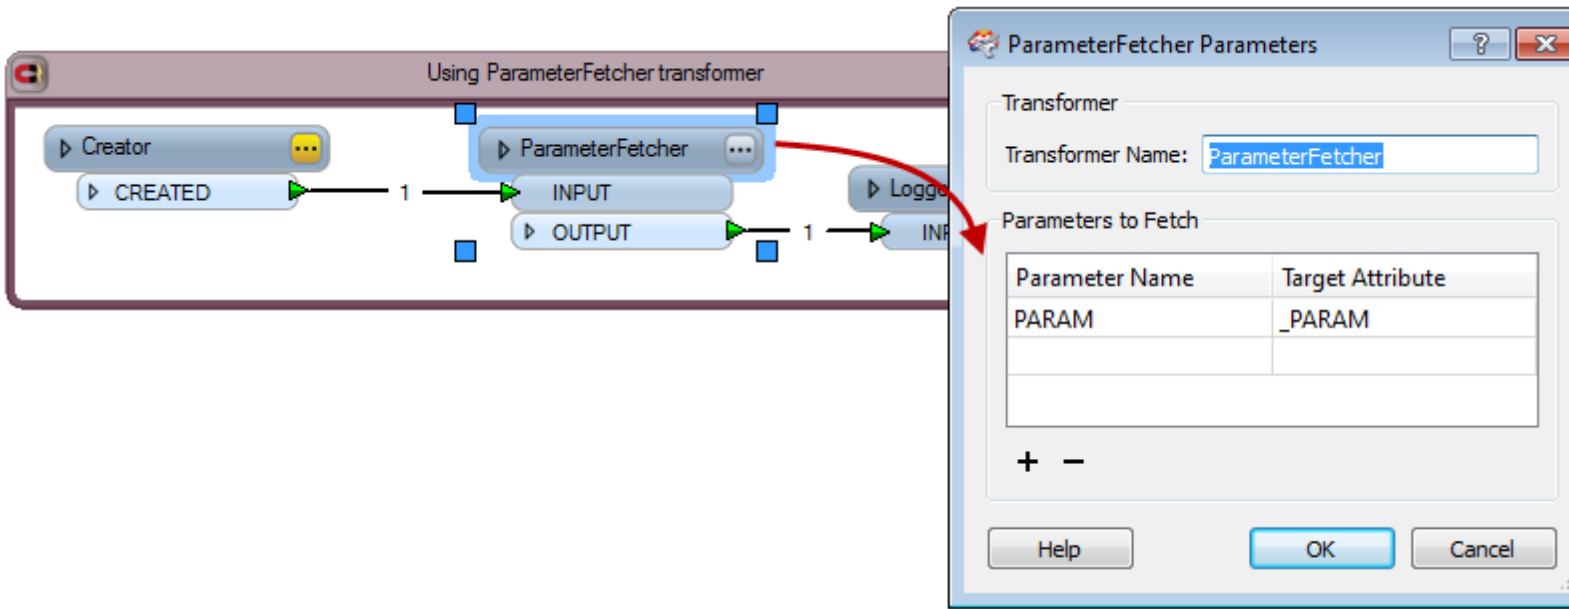 Using ParameterFetcher transformer
Creator
CREATED
1
ParameterFetcher
INPUT
OUTPUT
1
ParameterFetcher Parameters
?
Transformer
Transformer Name: ParameterFetcher
Parameters to Fetch
Parameter Name Target Attribute
PARAM _PARAM
+ −
Help OK Cancel